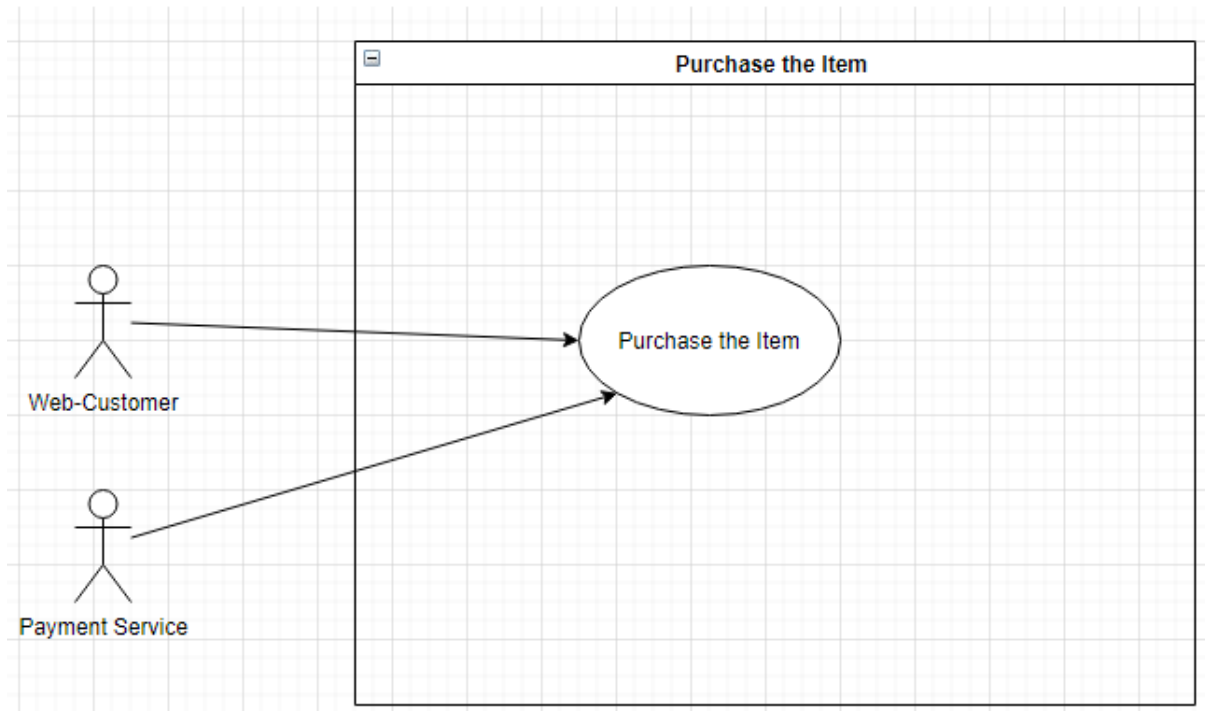 Purchase the Item
Purchase the Item
Web-Customer
Payment Service